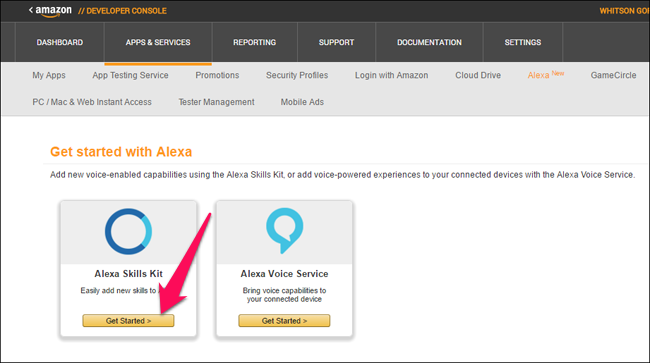 < amazon // DEVELOPER CONSOLE WHITSON
DASHBOARD APPS & SERVICES REPORTING SUPPORT DOCUMENTATION SETTINGS
My Apps App Testing Service Promotions Security Profiles Login with Amazon Cloud Drive Alexa New GameCircle
PC / Mac & Web Instant Access Tester Management Mobile Ads
Get started with Alexa
Add new voice-enabled capabilities using the Alexa Skills Kit, or add voice-powered experiences to your connected devices with the Alexa Voice Service.
Alexa Skills Kit
Easily add new skills to
Get Started >
Alexa Voice Service
Bring voice capabilities to
your connected device
Get Started >